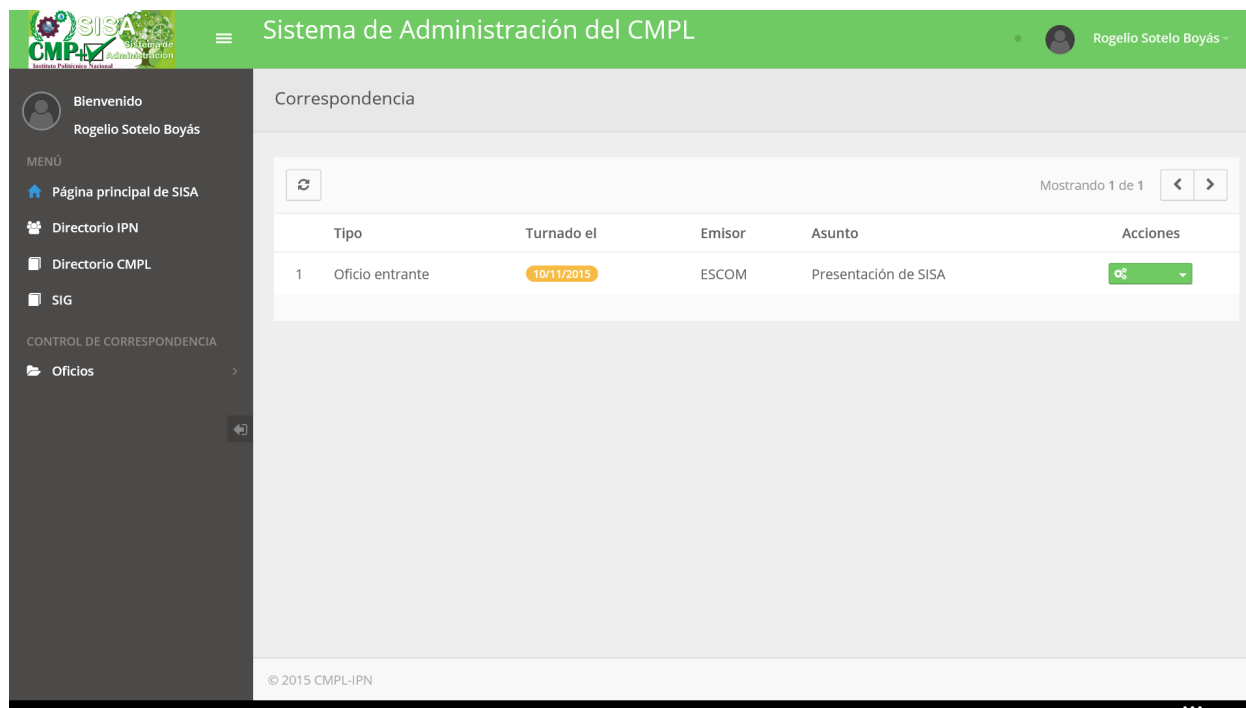 SISA
Sistema de
CMP+L
Administración
Instituto Politécnico Nacional
Sistema de Administración del CMPL
Rogelio Sotelo Boyás
Bienvenido
Rogelio Sotelo Boyás
MENÚ
Página principal de SISA
Directorio IPN
Directorio CMPL
SIG
CONTROL DE CORRESPONDENCIA
Oficios
Correspondencia
Mostrando 1 de 1
Tipo Turnado el Emisor Asunto Acciones
1 Oficio entrante 10/11/2015 ESCOM Presentación de SISA
© 2015 CMPL-IPN